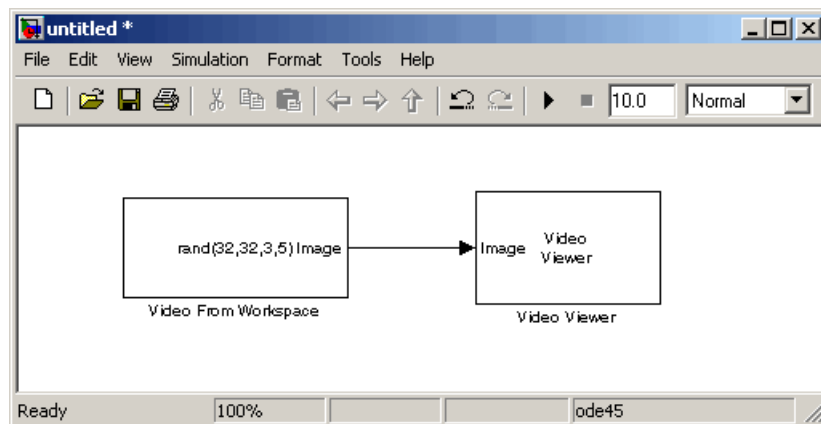 untitled *
File Edit View Simulation Format Tools Help
10.0 Normal
rand(32,32,3,5) Image
Image
Video
Viewer
Video From Workspace
Video Viewer
Ready 100% ode45